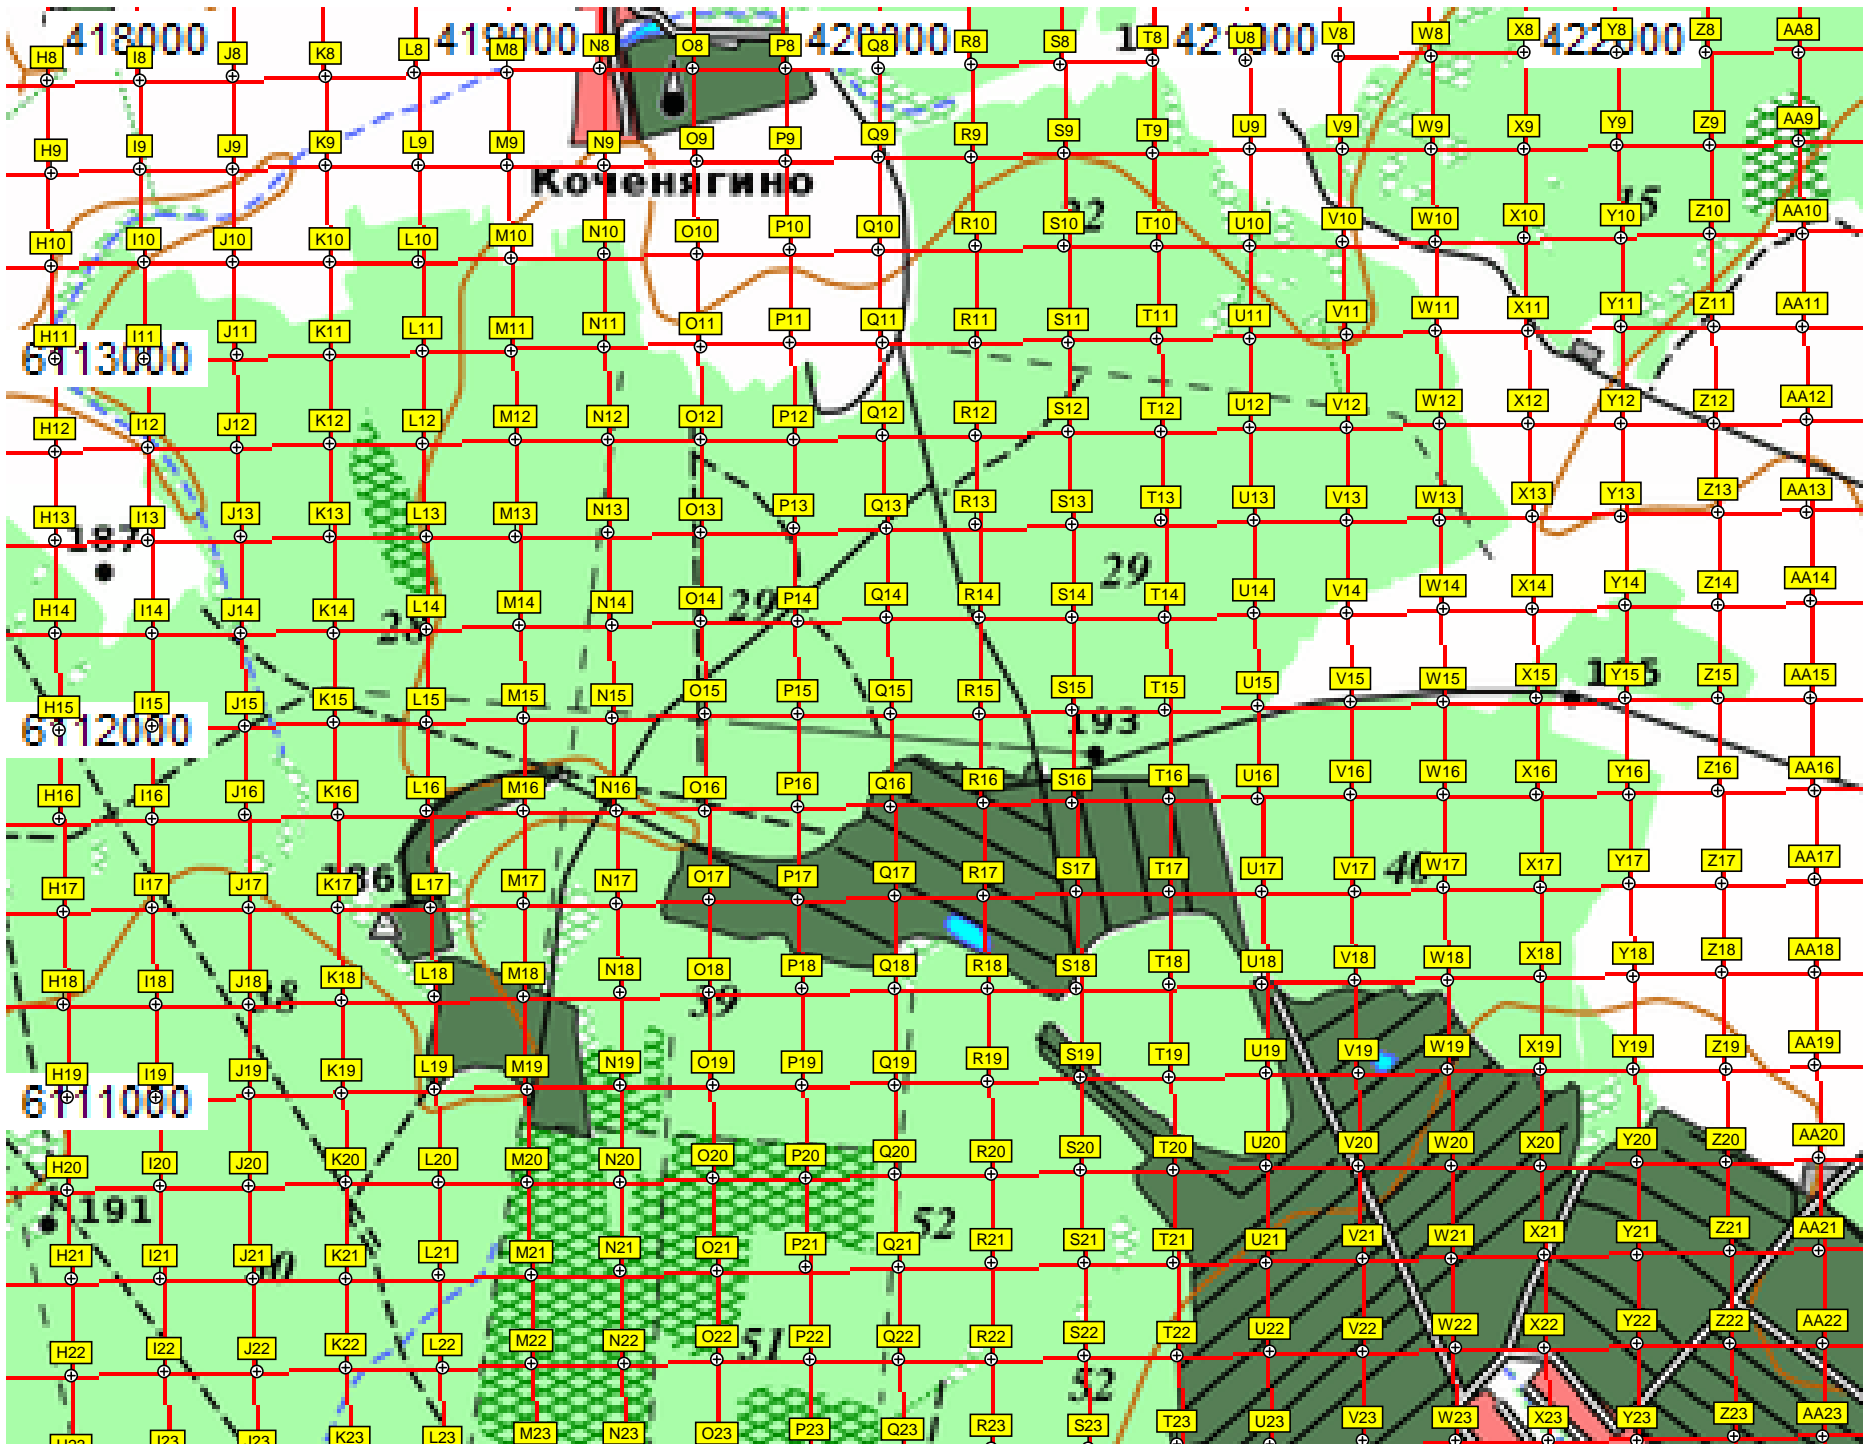 418000 419000 420000 421000 422000
H8 I8 J8 K8 L8 M8 N8 O8 P8 Q8 R8 S8 T8 U8 V8 W8 X8 Y8 Z8 AA8
H9 I9 J9 K9 L9 M9 N9 O9 P9 Q9 R9 S9 T9 U9 V9 W9 X9 Y9 Z9 AA9
Коченягино
H10 I10 J10 K10 L10 M10 N10 O10 P10 Q10 R10 S10 T10 U10 V10 W10 X10 Y10 Z10 AA10
H11 I11 J11 K11 L11 M11 N11 O11 P11 Q11 R11 S11 T11 U11 V11 W11 X11 Y11 Z11 AA11
6113000
H12 I12 J12 K12 L12 M12 N12 O12 P12 Q12 R12 S12 T12 U12 V12 W12 X12 Y12 Z12 AA12
H13 I13 J13 K13 L13 M13 N13 O13 P13 Q13 R13 S13 T13 U13 V13 W13 X13 Y13 Z13 AA13
187
29
H14 I14 J14 K14 L14 M14 N14 O14 29 P14 Q14 R14 S14 T14 U14 V14 W14 X14 Y14 Z14 AA14
H15 I15 J15 K15 L15 M15 N15 O15 P15 Q15 R15 S15 T15 U15 V15 W15 X15 Y15 Z15 AA15
6112000 193
H16 I16 J16 K16 L16 M16 N16 O16 P16 Q16 R16 S16 T16 U16 V16 W16 X16 Y16 Z16 AA16
H17 I17 J17 K17 L17 M17 N17 O17 P17 Q17 R17 S17 T17 U17 V17 W17 X17 Y17 Z17 AA17
H18 I18 J18 K18 L18 M18 N18 O18 P18 Q18 R18 S18 T18 U18 V18 W18 X18 Y18 Z18 AA18
39
H19 I19 J19 K19 L19 M19 N19 O19 P19 Q19 R19 S19 T19 U19 V19 W19 X19 Y19 Z19 AA19
6111000
H20 I20 J20 K20 L20 M20 N20 O20 P20 Q20 R20 S20 T20 U20 V20 W20 X20 Y20 Z20 AA20
191 52
H21 I21 J21 K21 L21 M21 N21 O21 P21 Q21 R21 S21 T21 U21 V21 W21 X21 Y21 Z21 AA21
H22 I22 J22 K22 L22 M22 N22 O22 51 P22 Q22 R22 S22 T22 U22 V22 W22 X22 Y22 Z22 AA22
52
I23 J23 K23 L23 M23 N23 O23 P23 Q23 R23 S23 T23 U23 V23 W23 X23 Y23 Z23 AA23